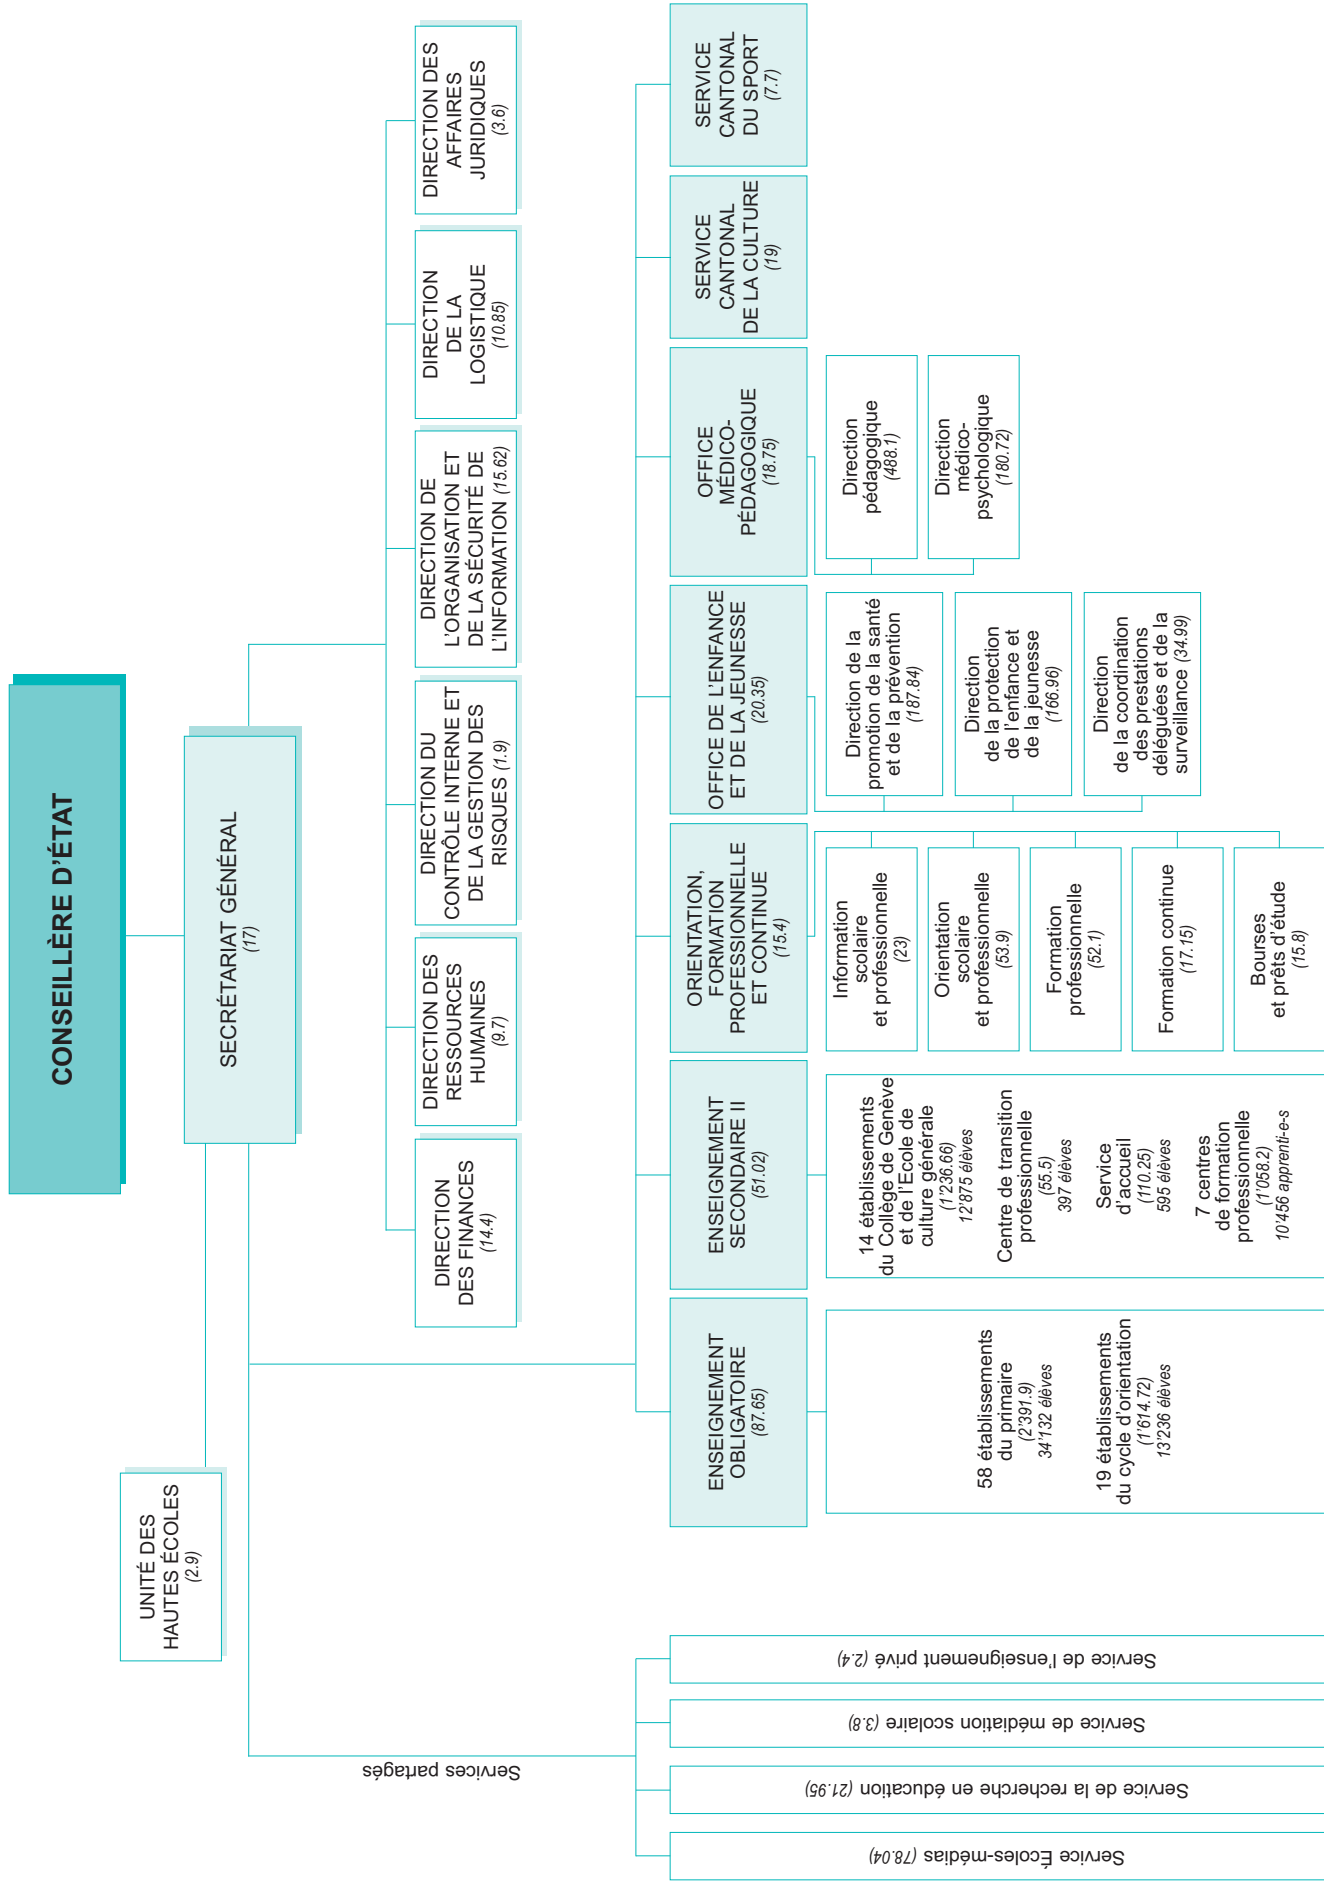 CONSEILLÈRE D'ÉTAT
UNITÉ DES
HAUTES ÉCOLES
(2.9)
SECRÉTARIAT GÉNÉRAL
(17)
DIRECTION
DES FINANCES
(14.4)
DIRECTION DES
RESSOURCES
HUMAINES
(9.7)
DIRECTION DU
CONTRÔLE INTERNE ET
DE LA GESTION DES
RISQUES (1.9)
DIRECTION DE
L'ORGANISATION ET
DE LA SÉCURITÉ DE
L'INFORMATION (15.62)
DIRECTION
DE LA
LOGISTIQUE
(10.85)
DIRECTION DES
AFFAIRES
JURIDIQUES
(3.6)
Services partagés
Service Écoles-médias (78.04)
Service de la recherche en éducation (21.95)
Service de médiation scolaire (3.8)
Service de l'enseignement privé (2.4)
ENSEIGNEMENT
OBLIGATOIRE
(87.65)
58 établissements
du primaire
(2'391.9)
34'132 élèves
19 établissements
du cycle d'orientation
(1'614.72)
13'236 élèves
ENSEIGNEMENT
SECONDAIRE II
(51.02)
14 établissements
du Collège de Genève
et de l'Ecole de
culture générale
(1'236.66)
12'875 élèves
Centre de transition
professionnelle
(55.5)
397 élèves
Service
d'accueil
(110.25)
595 élèves
7 centres
de formation
professionnelle
(1'058.2)
10'456 apprenti-e-s
ORIENTATION,
FORMATION
PROFESSIONNELLE
ET CONTINUE
(15.4)
Information
scolaire
et professionnelle
(23)
Orientation
scolaire
et professionnelle
(53.9)
Formation
professionnelle
(52.1)
Formation continue
(17.15)
Bourses
et prêts d'étude
(15.8)
OFFICE DE L'ENFANCE
ET DE LA JEUNESSE
(20.35)
Direction de la
promotion de la santé
et de la prévention
(187.84)
Direction
de la protection
de l'enfance et
de la jeunesse
(166.96)
Direction
de la coordination
des prestations
déléguées et de la
surveillance (34.99)
OFFICE
MÉDICO-
PÉDAGOGIQUE
(18.75)
Direction
pédagogique
(488.1)
Direction
médico-
psychologique
(180.72)
SERVICE
CANTONAL
DE LA CULTURE
(19)
SERVICE
CANTONAL
DU SPORT
(7.7)